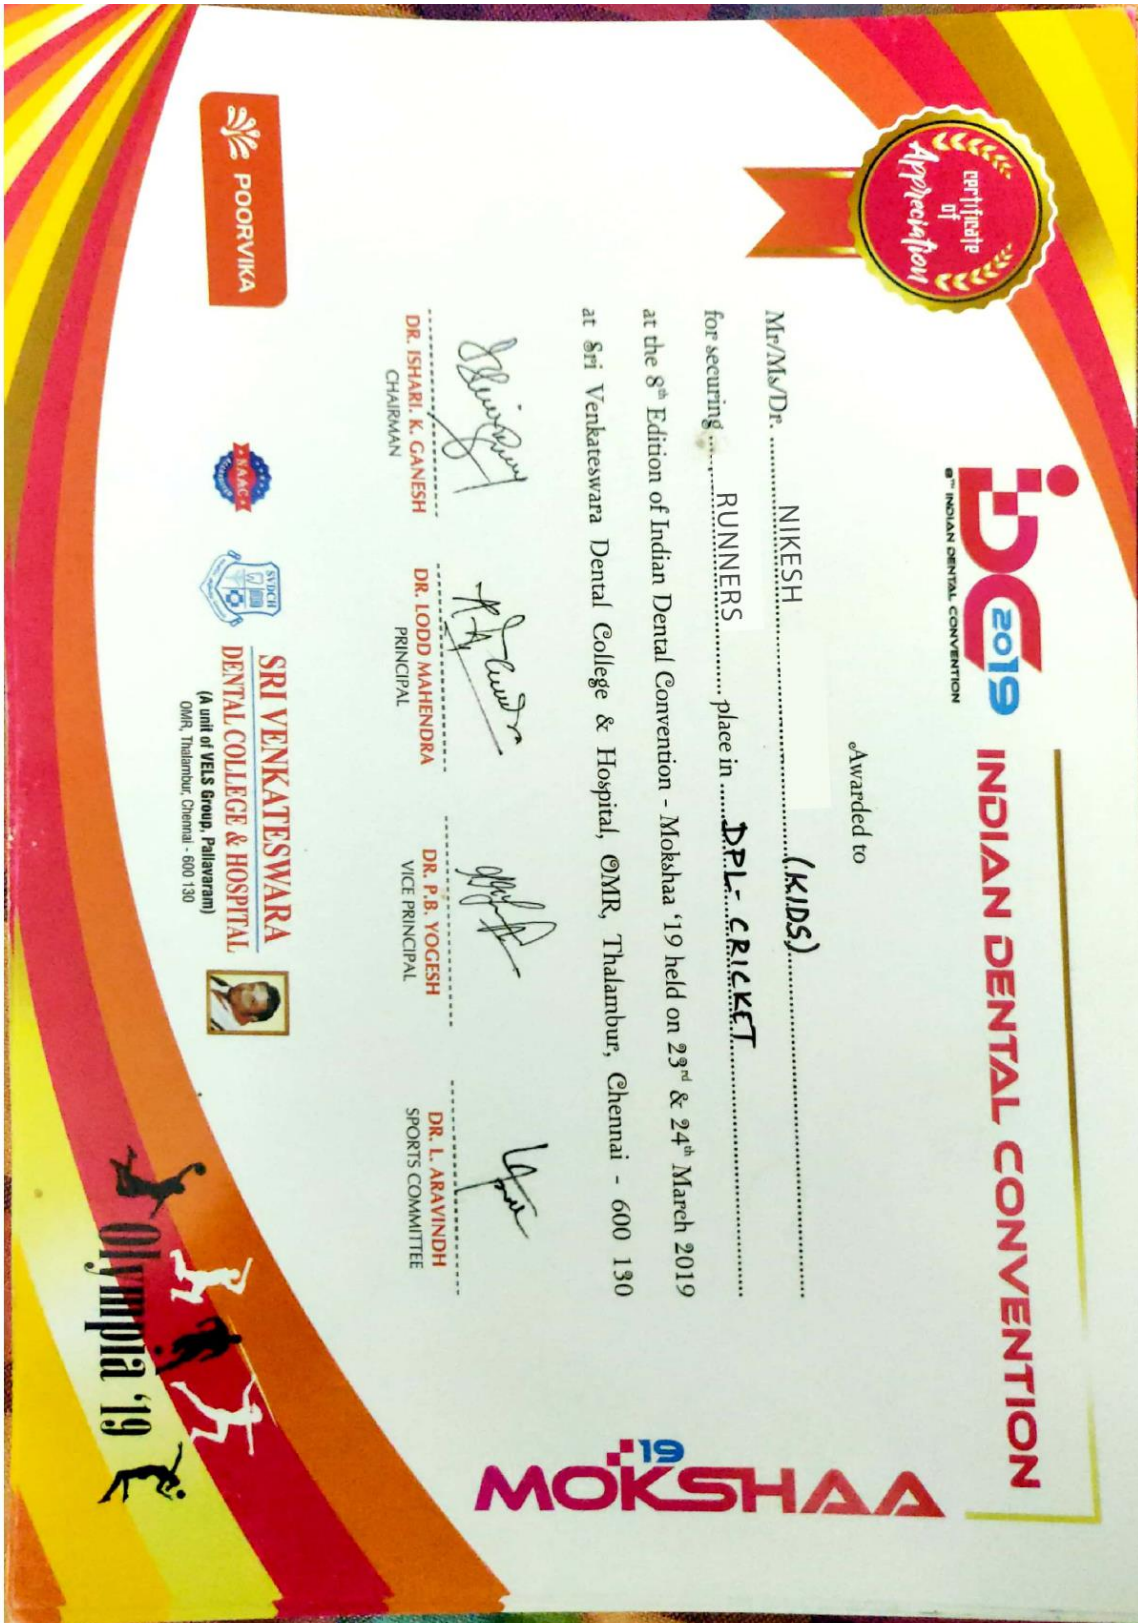 certificate
of
Appreciation
iDC 2019
8TH INDIAN DENTAL CONVENTION
INDIAN DENTAL CONVENTION
19
MOKSHAA
Awarded to
Mr/Ms/Dr. NIKESH (KIDS)
for securing RUNNERS place in DPL- CRICKET
at the 8th Edition of Indian Dental Convention - Mokshaa '19 held on 23rd & 24th March 2019
at Sri Venkateswara Dental College & Hospital, OMR, Thalambur, Chennai - 600 130
DR. ISHARI. K. GANESH
CHAIRMAN
DR. LODD MAHENDRA
PRINCIPAL
DR. P.B. YOGESH
VICE PRINCIPAL
DR. L. ARAVINDH
SPORTS COMMITTEE
POORVIKA
NAAC
SVDCH
SRI VENKATESWARA
DENTAL COLLEGE & HOSPITAL
(A unit of VELS Group, Pallavaram)
OMR, Thalambur, Chennai - 600 130
Olympia '19